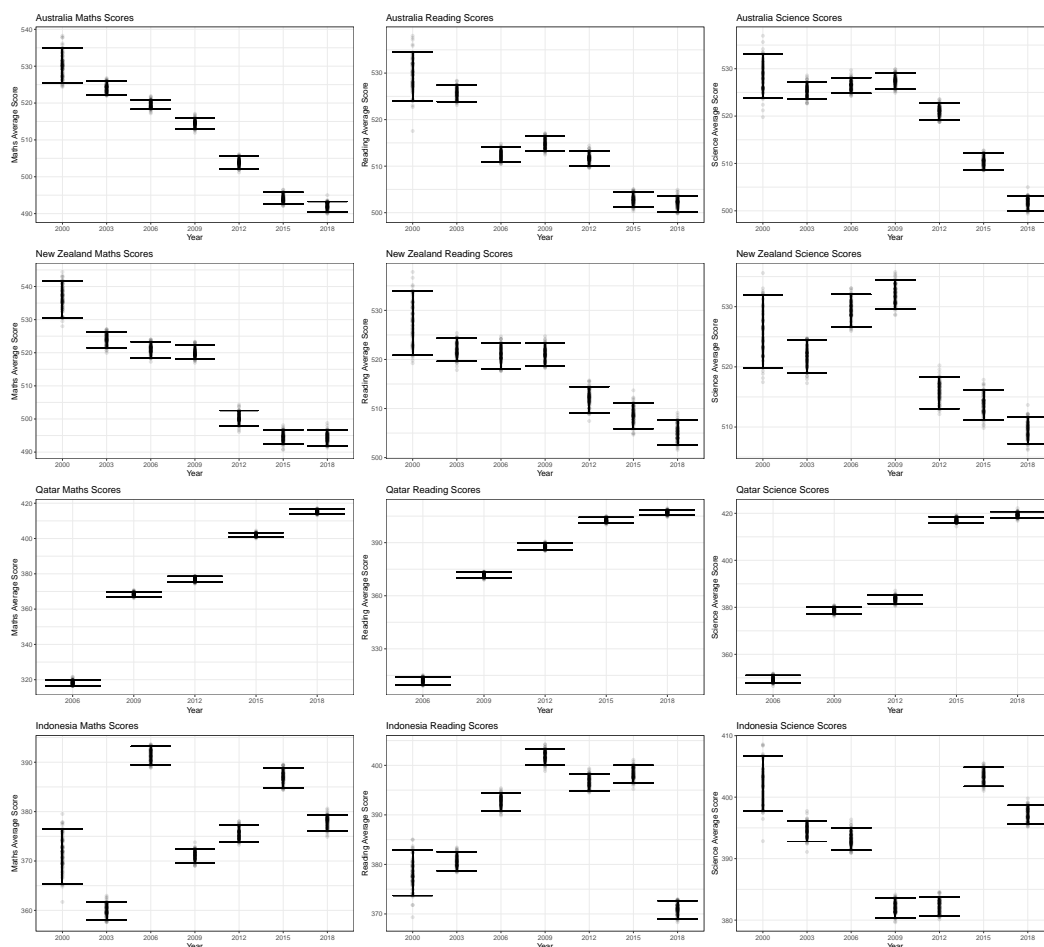 Australia Maths Scores
Maths Average Score
540
530
520
510
500
490
2000 2003 2006 2009 2012 2015 2018
Year
Australia Reading Scores
Reading Average Score
530
520
510
500
2000 2003 2006 2009 2012 2015 2018
Year
Australia Science Scores
Science Average Score
530
520
510
500
2000 2003 2006 2009 2012 2015 2018
Year
New Zealand Maths Scores
Maths Average Score
540
530
520
510
500
490
2000 2003 2006 2009 2012 2015 2018
Year
New Zealand Reading Scores
Reading Average Score
530
520
510
500
2000 2003 2006 2009 2012 2015 2018
Year
New Zealand Science Scores
Science Average Score
530
520
510
2000 2003 2006 2009 2012 2015 2018
Year
Qatar Maths Scores
Maths Average Score
420
400
380
360
340
320
2006 2009 2012 2015 2018
Year
Qatar Reading Scores
Reading Average Score
390
360
330
2006 2009 2012 2015 2018
Year
Qatar Science Scores
Science Average Score
420
400
380
360
2006 2009 2012 2015 2018
Year
Indonesia Maths Scores
Maths Average Score
390
380
370
360
2000 2003 2006 2009 2012 2015 2018
Year
Indonesia Reading Scores
Reading Average Score
400
390
380
370
2000 2003 2006 2009 2012 2015 2018
Year
Indonesia Science Scores
Science Average Score
410
400
390
380
2000 2003 2006 2009 2012 2015 2018
Year